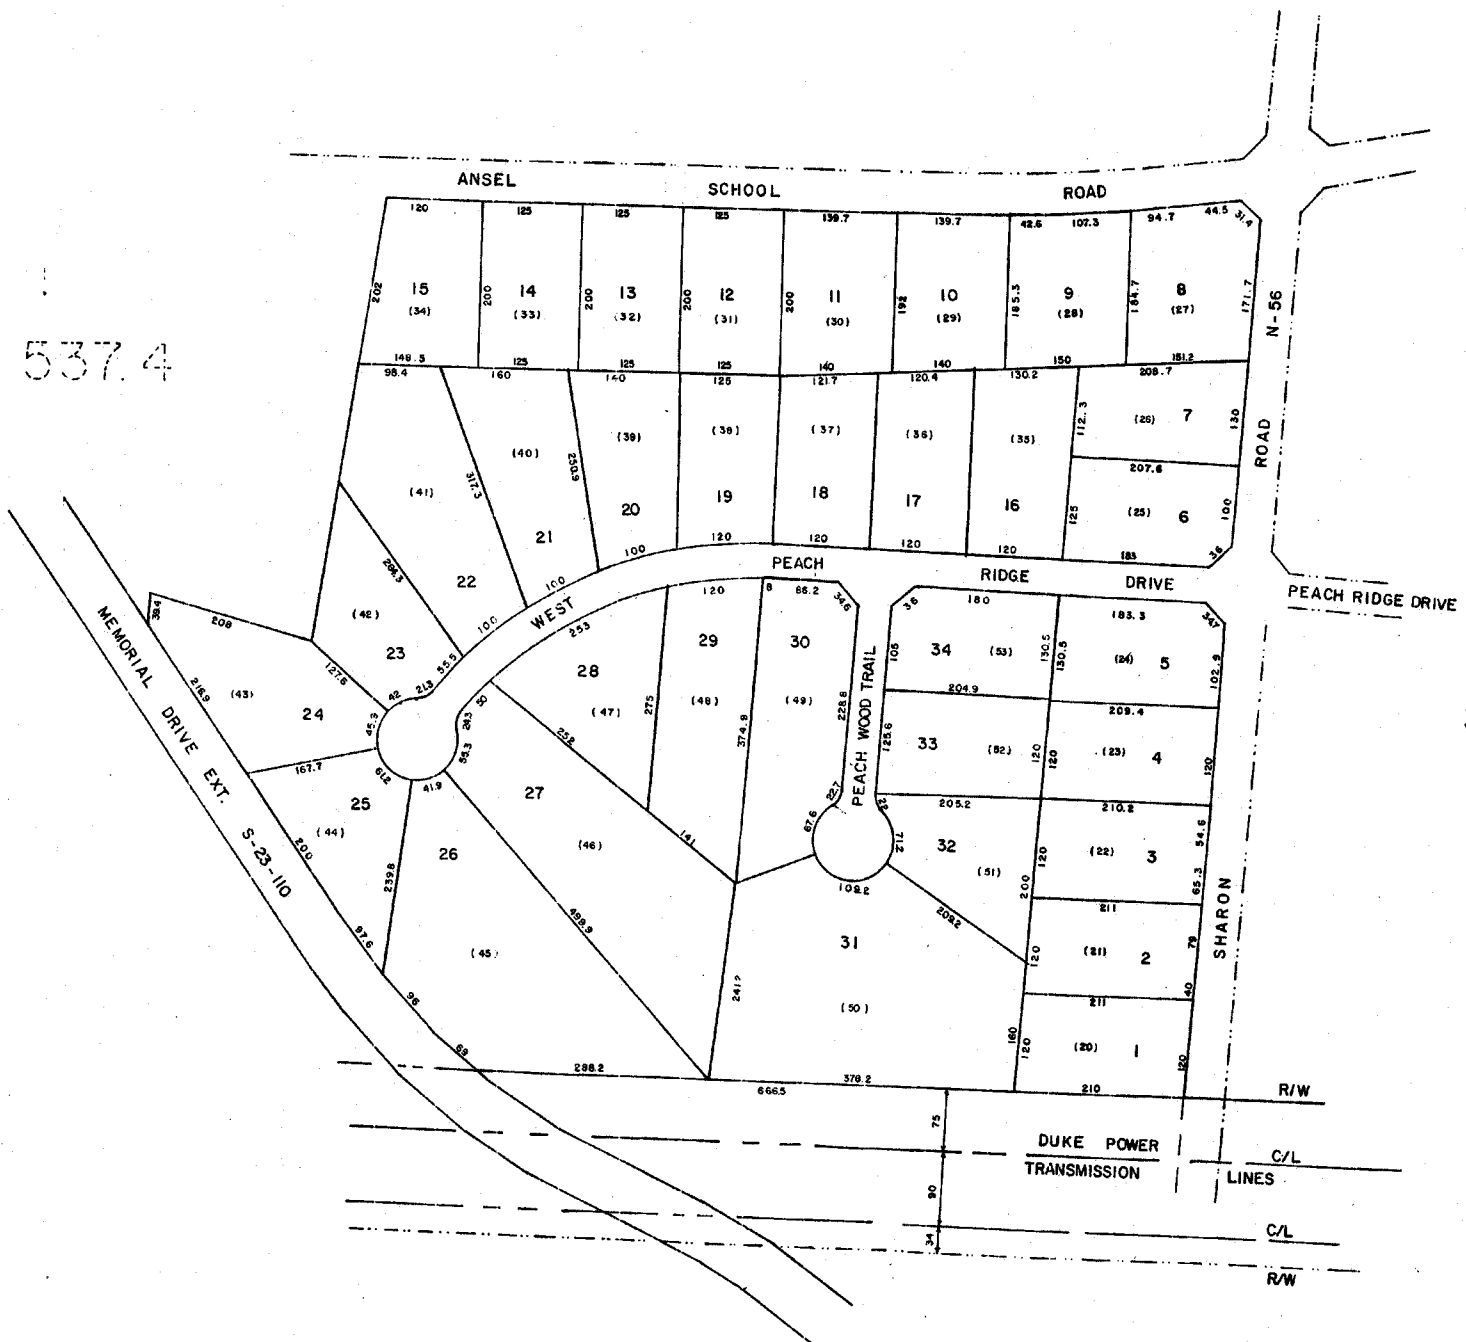 ANSEL SCHOOL ROAD
120 125 125 125 139.7 139.7 42.6 107.3 94.7 44.5 31.4
202 15 (34) 200 14 (33) 200 13 (32) 200 12 (31) 200 11 (30) 192 10 (29) 185.3 9 (28) 184.7 8 (27) 171.7
N-56
537.4
148.5 125 125 125 140 140 150 151.2
98.4 160 140 125 121.7 120.4 130.2 208.7
(41) 317.3 (40) 250.9 (39) (38) (37) (36) (35) 112.3 (26) 7 130
ROAD
207.6
22 21 20 19 18 17 16 125 (25) 6 100
286.3
100 100 100 120 120 120 120 183 36
WEST PEACH RIDGE DRIVE
PEACH RIDGE DRIVE
39.4 208 (42) 23 127.6 42 21.3 55.5
253 120 8 66.2 34.6 36 180 183.3 34.7
MEMORIAL DRIVE EXT. S-23-110
216.9 (43) 24 45.9
28 (47) 275 29 (48) 374.9 30 (49) 228.8
PEACH WOOD TRAIL
105 34 (53) 130.5 130.5 (24) 5 102.9
204.9 209.4
50 24.3 55.3 252
125.6 33 (52) 120 120 (23) 4 120
167.7 61.2 41.9
205.2 210.2
25 (44) 200 239.8 26 27 (46) 141
22.7 67.6 22 71.2 109.2
32 (51) 120 200 (22) 3 54.6 65.3
211
SHARON
97.6 (45) 498.9 241.2 31 (50) 209.2 120 (21) 2 79 40
211
96 69 160 120 (20) 1 120
288.2 378.2 210
666.5
R/W
75
DUKE POWER
TRANSMISSION LINES
C/L
90
C/L
34
R/W